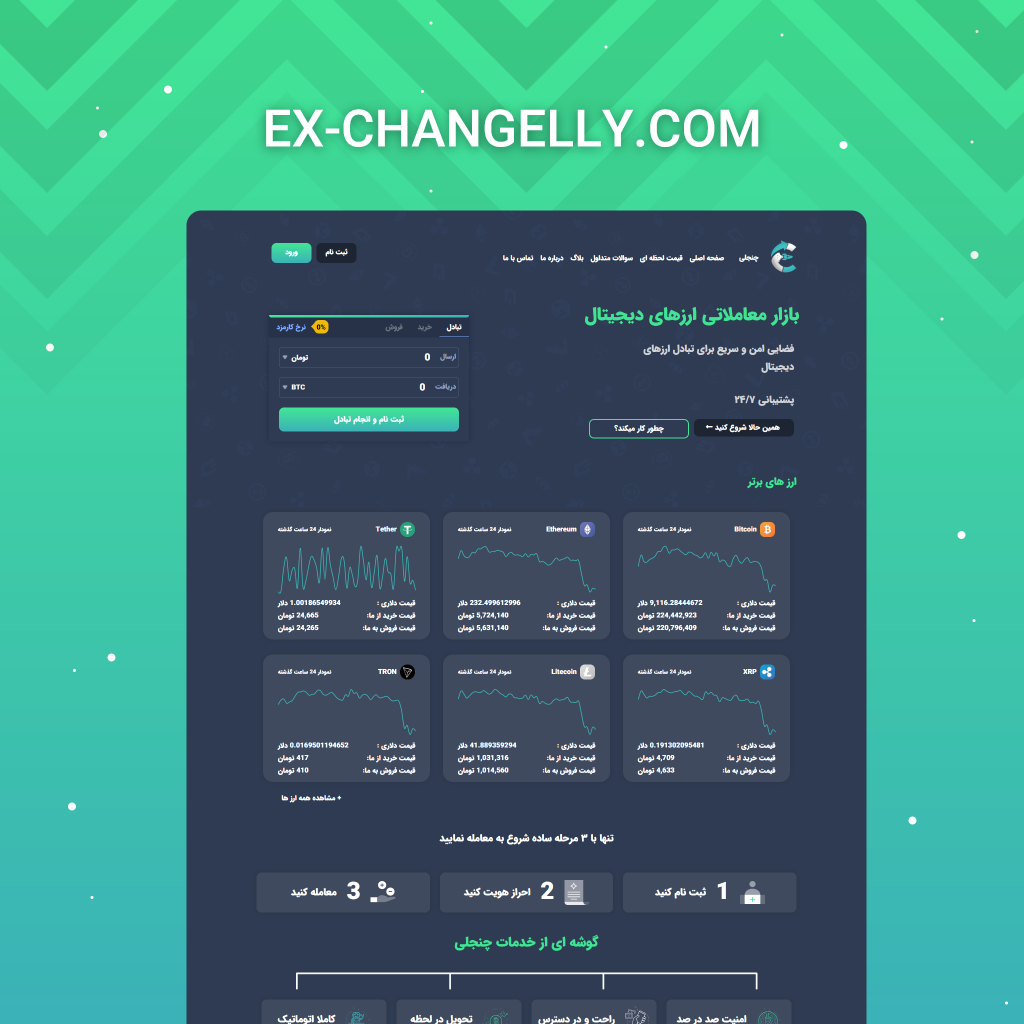 EX-CHANGELLY.COM
چنجلی صفحه اصلی قیمت لحظه ای سوالات متداول بلاگ درباره ما تماس با ما
ثبت نام ورود
بازار معاملاتی ارزهای دیجیتال
فضایی امن و سریع برای تبادل ارزهای
دیجیتال
پشتیبانی ۲۴/۷
همین حالا شروع کنید ← چطور کار میکند؟
تبادل خرید فروش 0% نرخ کارمزد
ارسال 0 تومان
دریافت 0 BTC
ثبت نام و انجام تبادل
ارز های برتر
Bitcoin نمودار 24 ساعت گذشته
قیمت دلاری : 9,116.28444672 دلار
قیمت خرید از ما: 224,442,923 تومان
قیمت فروش به ما: 220,796,409 تومان
Ethereum نمودار 24 ساعت گذشته
قیمت دلاری : 232.499612996 دلار
قیمت خرید از ما: 5,724,140 تومان
قیمت فروش به ما: 5,631,140 تومان
Tether نمودار 24 ساعت گذشته
قیمت دلاری : 1.00186549934 دلار
قیمت خرید از ما: 24,665 تومان
قیمت فروش به ما: 24,265 تومان
XRP نمودار 24 ساعت گذشته
قیمت دلاری : 0.191302095481 دلار
قیمت خرید از ما: 4,709 تومان
قیمت فروش به ما: 4,633 تومان
Litecoin نمودار 24 ساعت گذشته
قیمت دلاری : 41.889359294 دلار
قیمت خرید از ما: 1,031,316 تومان
قیمت فروش به ما: 1,014,560 تومان
TRON نمودار 24 ساعت گذشته
قیمت دلاری : 0.0169501194652 دلار
قیمت خرید از ما: 417 تومان
قیمت فروش به ما: 410 تومان
+ مشاهده همه ارز ها
تنها با ۳ مرحله ساده شروع به معامله نمایید
1 ثبت نام کنید
2 احراز هویت کنید
3 معامله کنید
گوشه ای از خدمات چنجلی
امنیت صد در صد
راحت و در دسترس
تحویل در لحظه
کاملا اتوماتیک